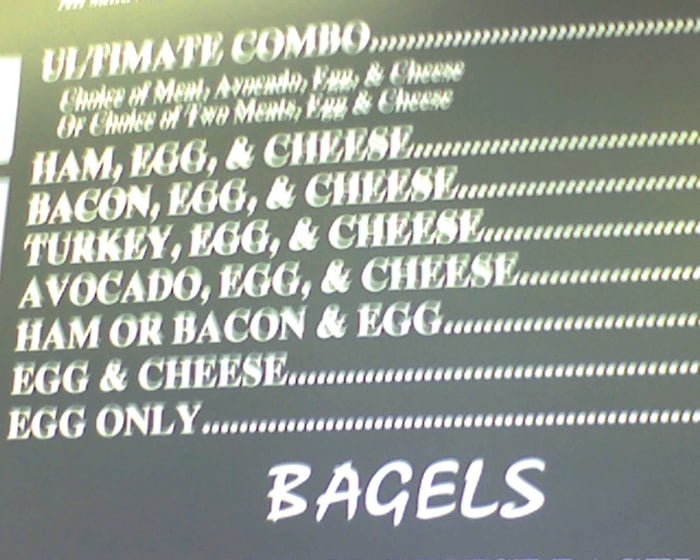 ULTIMATE COMBO........................................
Choice of Meat, Avocado, Egg, & Cheese
Or Choice of Two Meats, Egg & Cheese
HAM, EGG, & CHEESE........................................
BACON, EGG, & CHEESE...................................
TURKEY, EGG, & CHEESE................................
AVOCADO, EGG, & CHEESE............................
HAM OR BACON & EGG....................................
EGG & CHEESE....................................................
EGG ONLY..............................................................
BAGELS